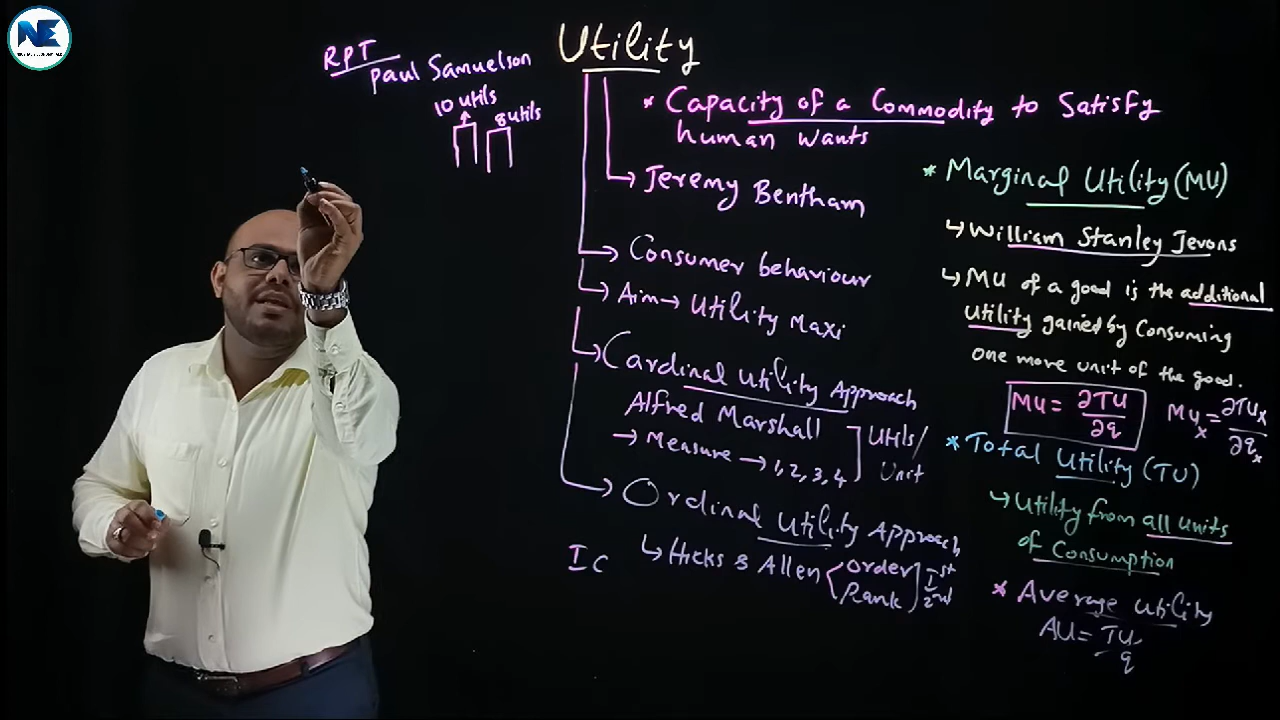 NE
Utility
RPT
Paul Samuelson
10 utils
8 utils
* Capacity of a Commodity to Satisfy
human wants
→ Jeremy Bentham
→ Consumer behaviour
→ Aim → Utility Maxi
→ Cardinal Utility Approach
Alfred Marshall
→ Measure → 1, 2, 3, 4
Utils/
Unit
→ Ordinal Utility Approach
↳ Hicks & Allen
Order
Rank
1st
2nd
IC
* Marginal Utility (MU)
↳ William Stanley Jevons
↳ MU of a good is the additional
Utility gained by Consuming
one more unit of the good.
MU = ∂TU/∂q
MUx = ∂TUx/∂qx
* Total Utility (TU)
↳ Utility from all units
of Consumption
* Average Utility
AU = TU/q